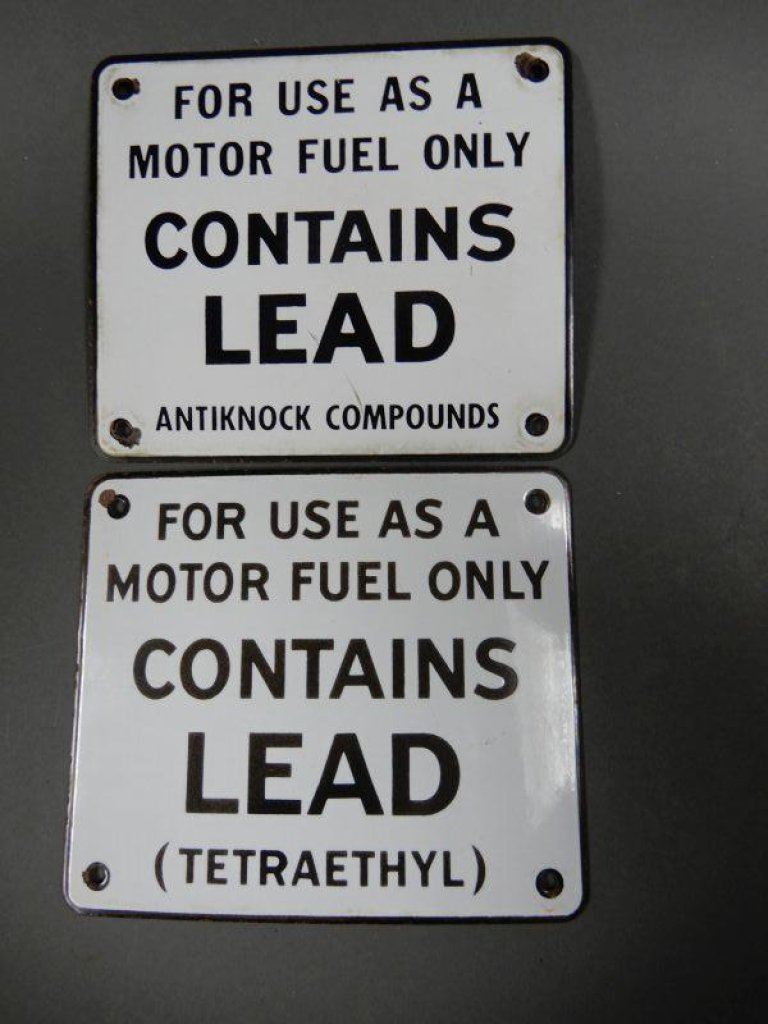 FOR USE AS A
MOTOR FUEL ONLY
CONTAINS
LEAD
ANTIKNOCK COMPOUNDS
FOR USE AS A
MOTOR FUEL ONLY
CONTAINS
LEAD
(TETRAETHYL)